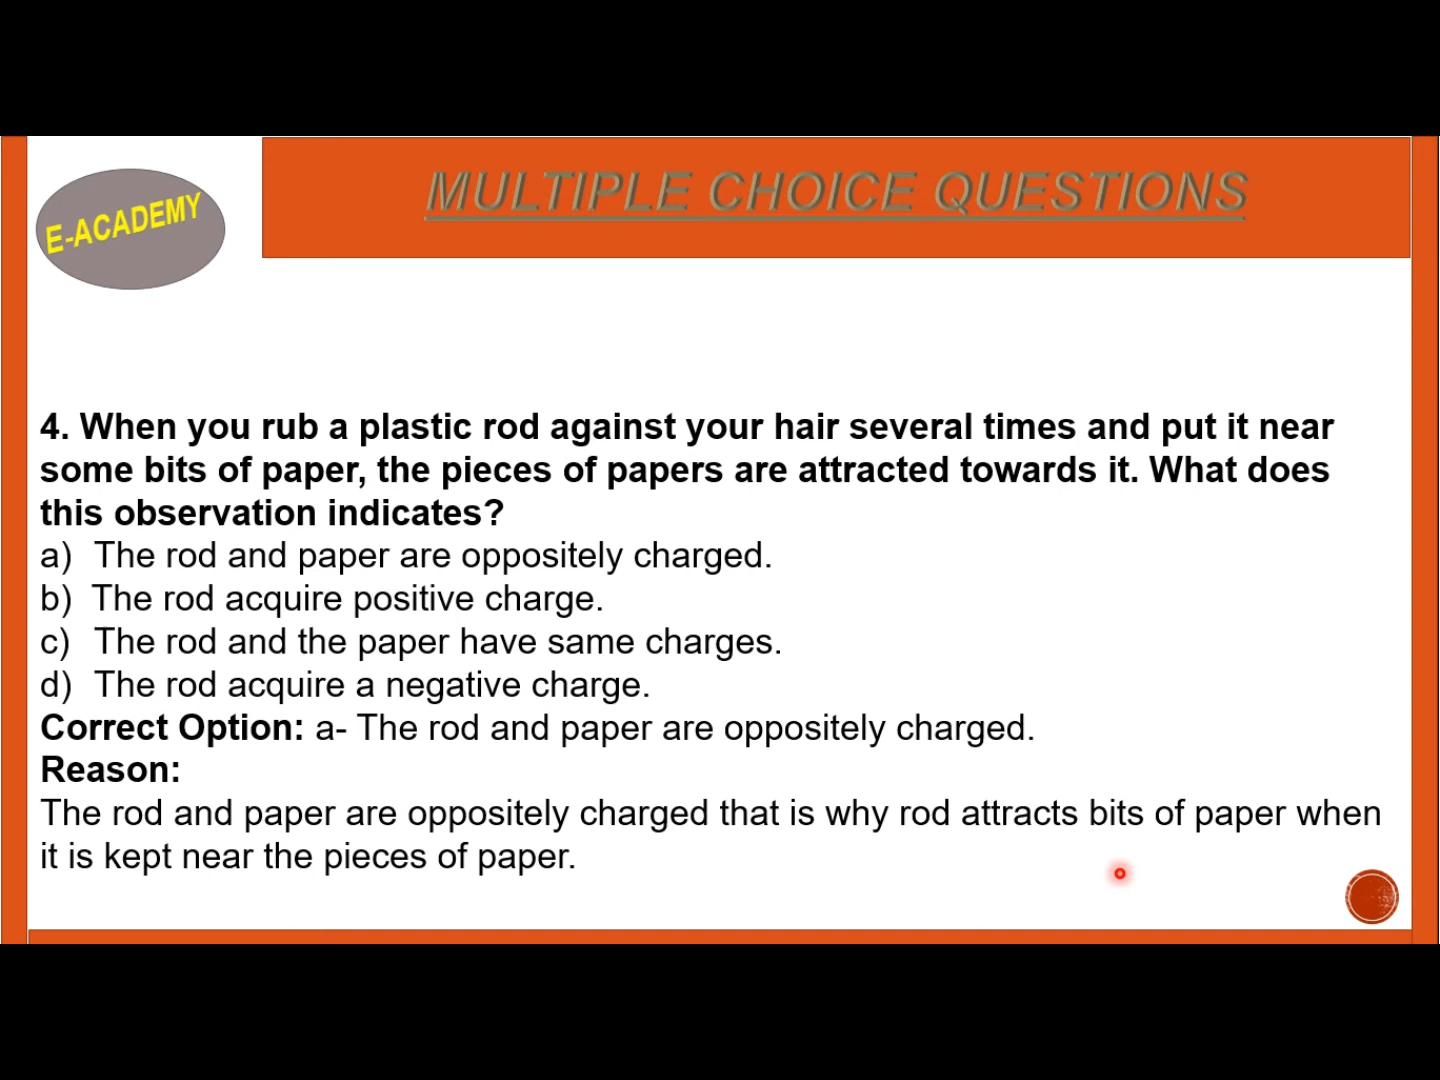 E-ACADEMY
MULTIPLE CHOICE QUESTIONS
4. When you rub a plastic rod against your hair several times and put it near
some bits of paper, the pieces of papers are attracted towards it. What does
this observation indicates?
a) The rod and paper are oppositely charged.
b) The rod acquire positive charge.
c) The rod and the paper have same charges.
d) The rod acquire a negative charge.
Correct Option: a- The rod and paper are oppositely charged.
Reason:
The rod and paper are oppositely charged that is why rod attracts bits of paper when
it is kept near the pieces of paper.